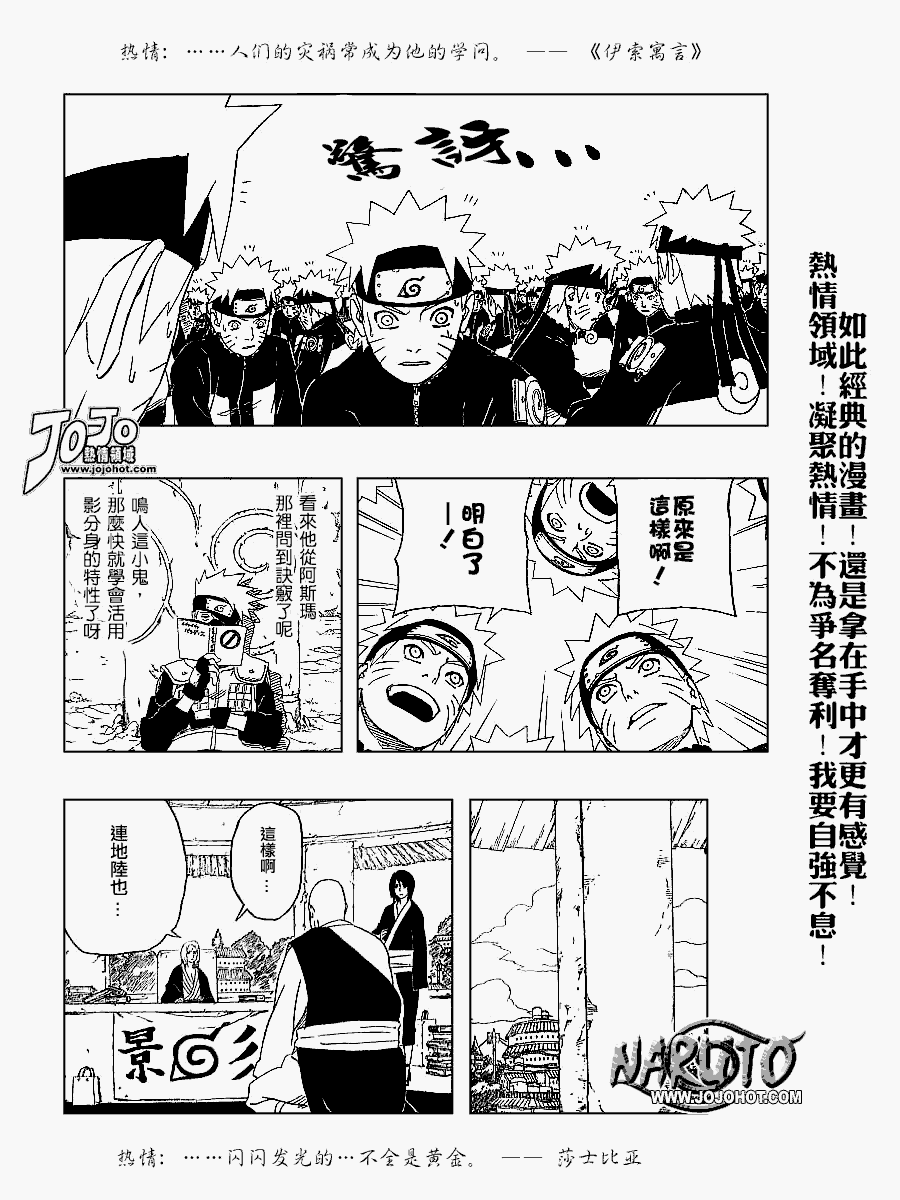 热情：……人们的灾祸常成为他的学问。 —— 《伊索寓言》
驚訝...
如此經典的漫畫！還是拿在手中才更有感覺！
熱情領域！凝聚熱情！不為爭名奪利！我要自強不息！
JOJO
熱情領域
www.jojohot.com
原來是
這樣啊！
明白了
—！
看來他從阿斯瑪
那裡問到訣竅了呢
鳴人這小鬼，
那麼快就學會活用
影分身的特性了呀
這樣啊…
連地陸也…
景
NARUTO
WWW.JOJOHOT.COM
热情：……闪闪发光的…不全是黄金。 —— 莎士比亚